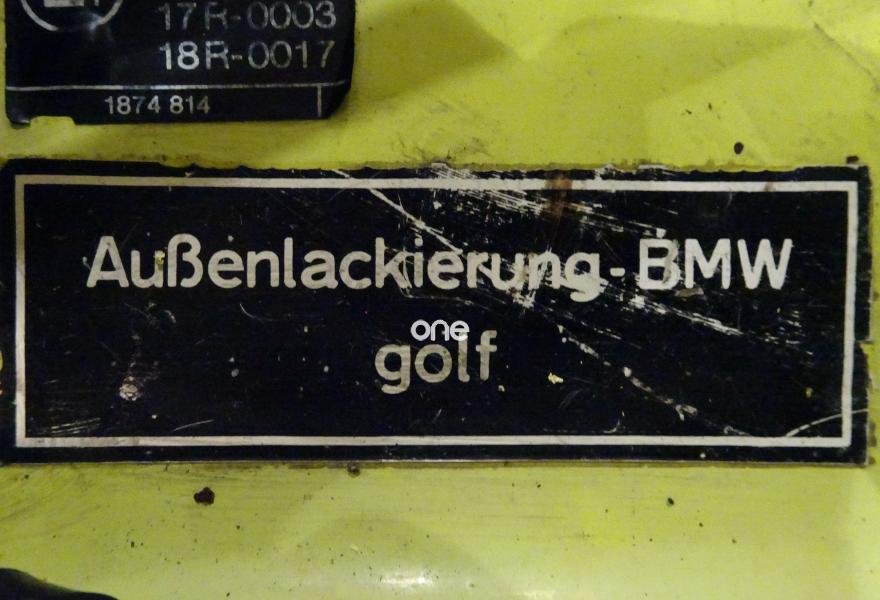 17R-0003
18R-0017
1874 814
Außenlackierung-BMW
one
golf